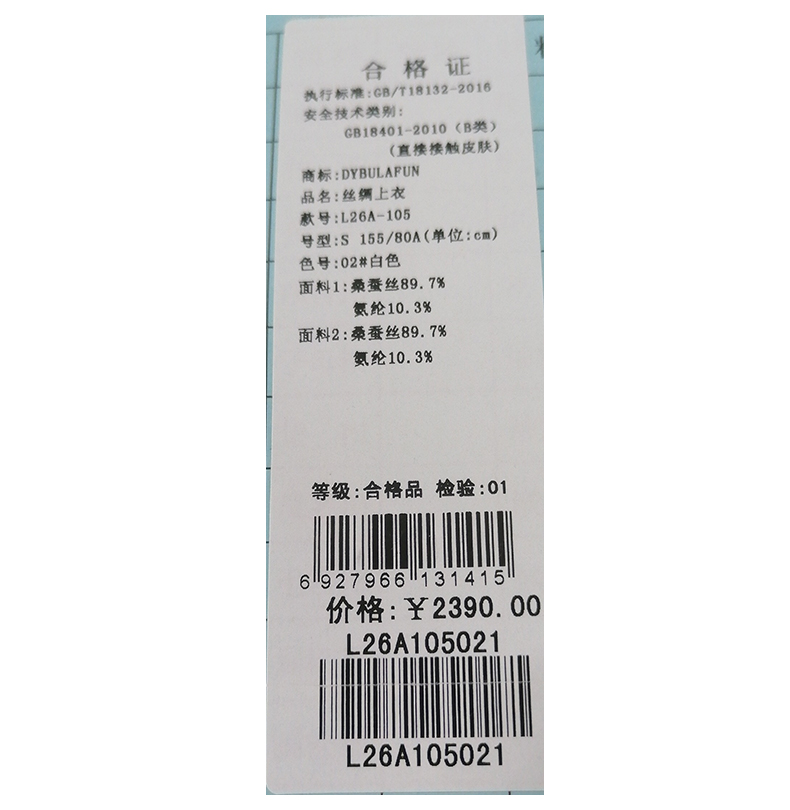 合格证
执行标准:GB/T18132-2016
安全技术类别:
GB18401-2010（B类）
(直接接触皮肤)
商标:DYBULAFUN
品名:丝绸上衣
款号:L26A-105
号型:S 155/80A(单位:cm)
色号:02#白色
面料1:桑蚕丝89.7%
氨纶10.3%
面料2:桑蚕丝89.7%
氨纶10.3%
等级:合格品 检验:01
6 927966 131415
价格:￥2390.00
L26A105021
L26A105021